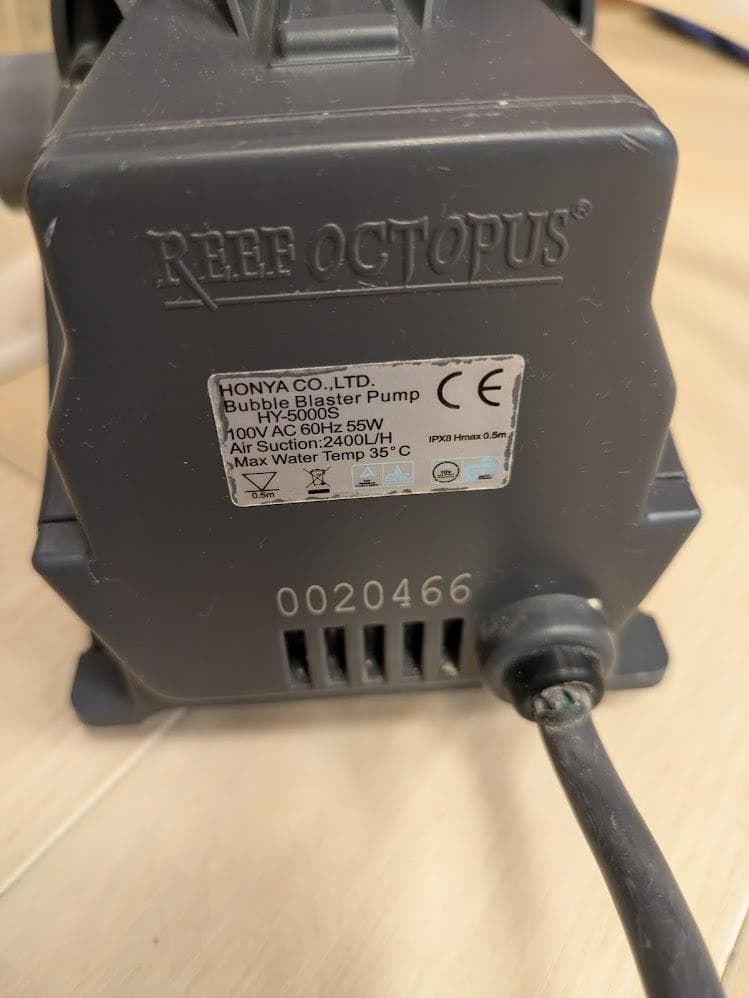 REEF OCTOPUS®
HONYA CO.,LTD.
CE
Bubble Blaster Pump
HY-5000S
100V AC 60Hz 55W
Air Suction:2400L/H
IPX8 Hmax 0.5m
Max Water Temp 35°C
0.5m
0020466